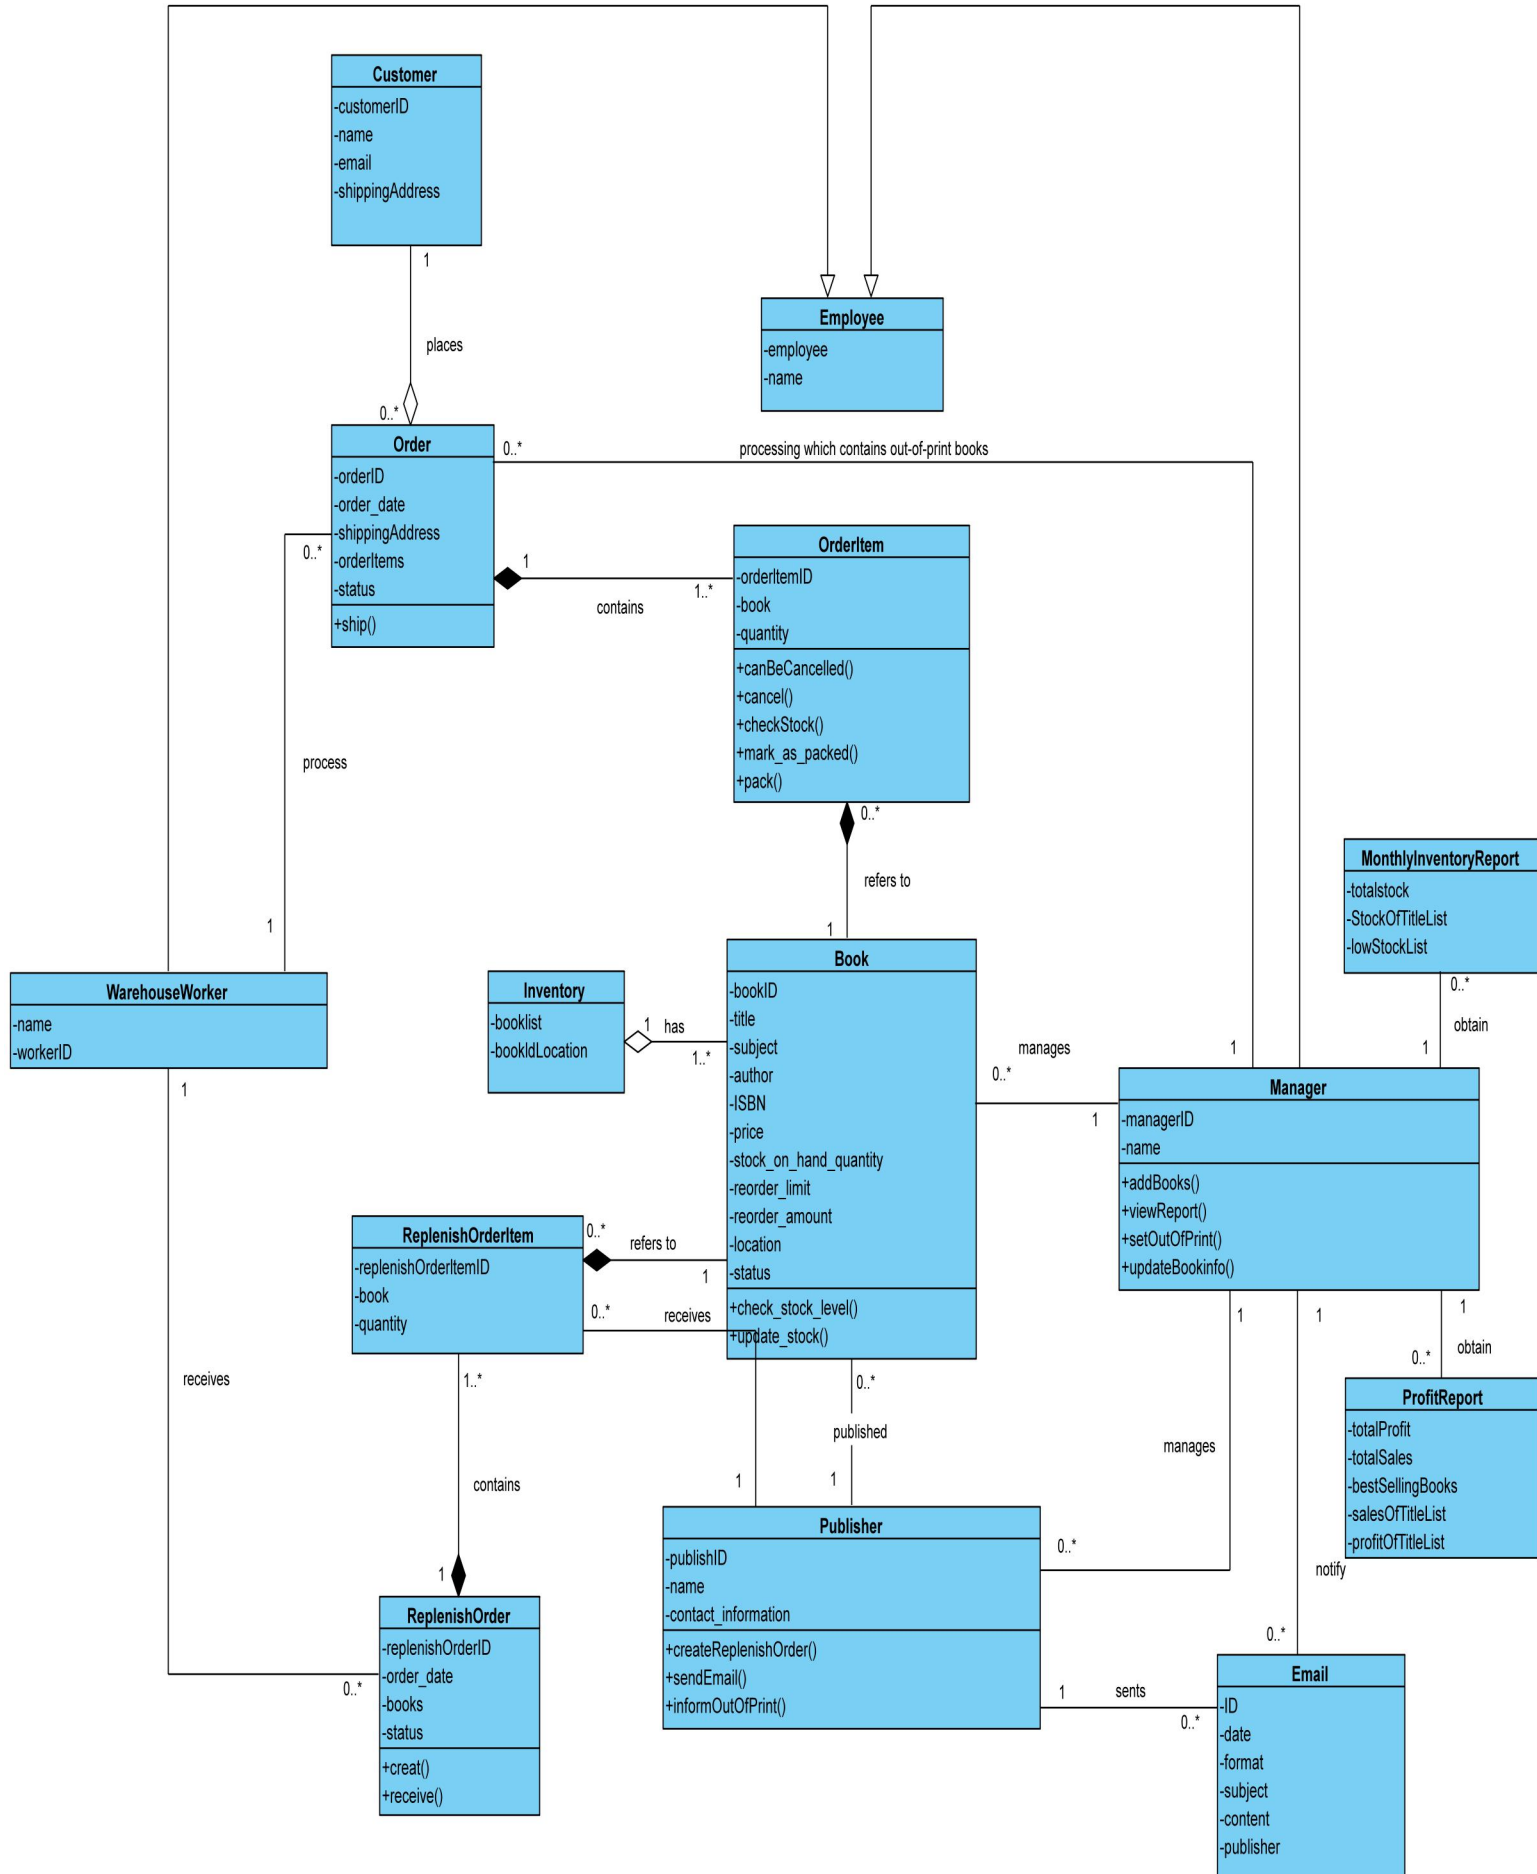 Customer
-customerID
-name
-email
-shippingAddress
1
places
0..*
Employee
-employee
-name
Order
-orderID
-order_date
-shippingAddress
-orderItems
-status
+ship()
0..*
processing which contains out-of-print books
0..*
1
contains
1..*
OrderItem
-orderItemID
-book
-quantity
+canBeCancelled()
+cancel()
+checkStock()
+mark_as_packed()
+pack()
0..*
refers to
1
process
1
WarehouseWorker
-name
-workerID
1
Inventory
-booklist
-bookIdLocation
1
has
1..*
Book
-bookID
-title
-subject
-author
-ISBN
-price
-stock_on_hand_quantity
-reorder_limit
-reorder_amount
-location
-status
+check_stock_level()
+update_stock()
MonthlyInventoryReport
-totalstock
-StockOfTitleList
-lowStockList
0..*
obtain
1
manages
0..*
1
1
Manager
-managerID
-name
+addBooks()
+viewReport()
+setOutOfPrint()
+updateBookinfo()
ReplenishOrderItem
-replenishOrderItemID
-book
-quantity
0..*
refers to
1
0..*
receives
1
1..*
contains
1
receives
0..*
0..*
published
1
1
manages
0..*
1
notify
0..*
1
obtain
0..*
ProfitReport
-totalProfit
-totalSales
-bestSellingBooks
-salesOfTitleList
-profitOfTitleList
Publisher
-publishID
-name
-contact_information
+createReplenishOrder()
+sendEmail()
+informOutOfPrint()
1
sents
0..*
ReplenishOrder
-replenishOrderID
-order_date
-books
-status
+creat()
+receive()
Email
-ID
-date
-format
-subject
-content
-publisher